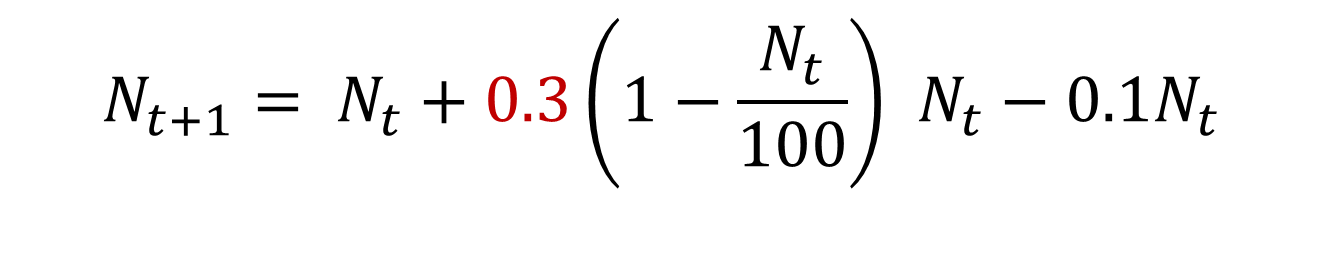 N_{t+1} = N_t + 0.3 (1 − N_t/100) N_t − 0.1N_t